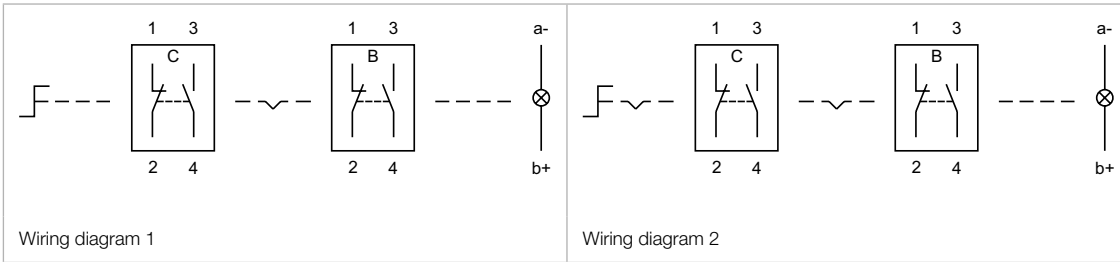 1 3 1 3 a-
C B
2 4 2 4 b+
Wiring diagram 1
1 3 1 3 a-
C B
2 4 2 4 b+
Wiring diagram 2